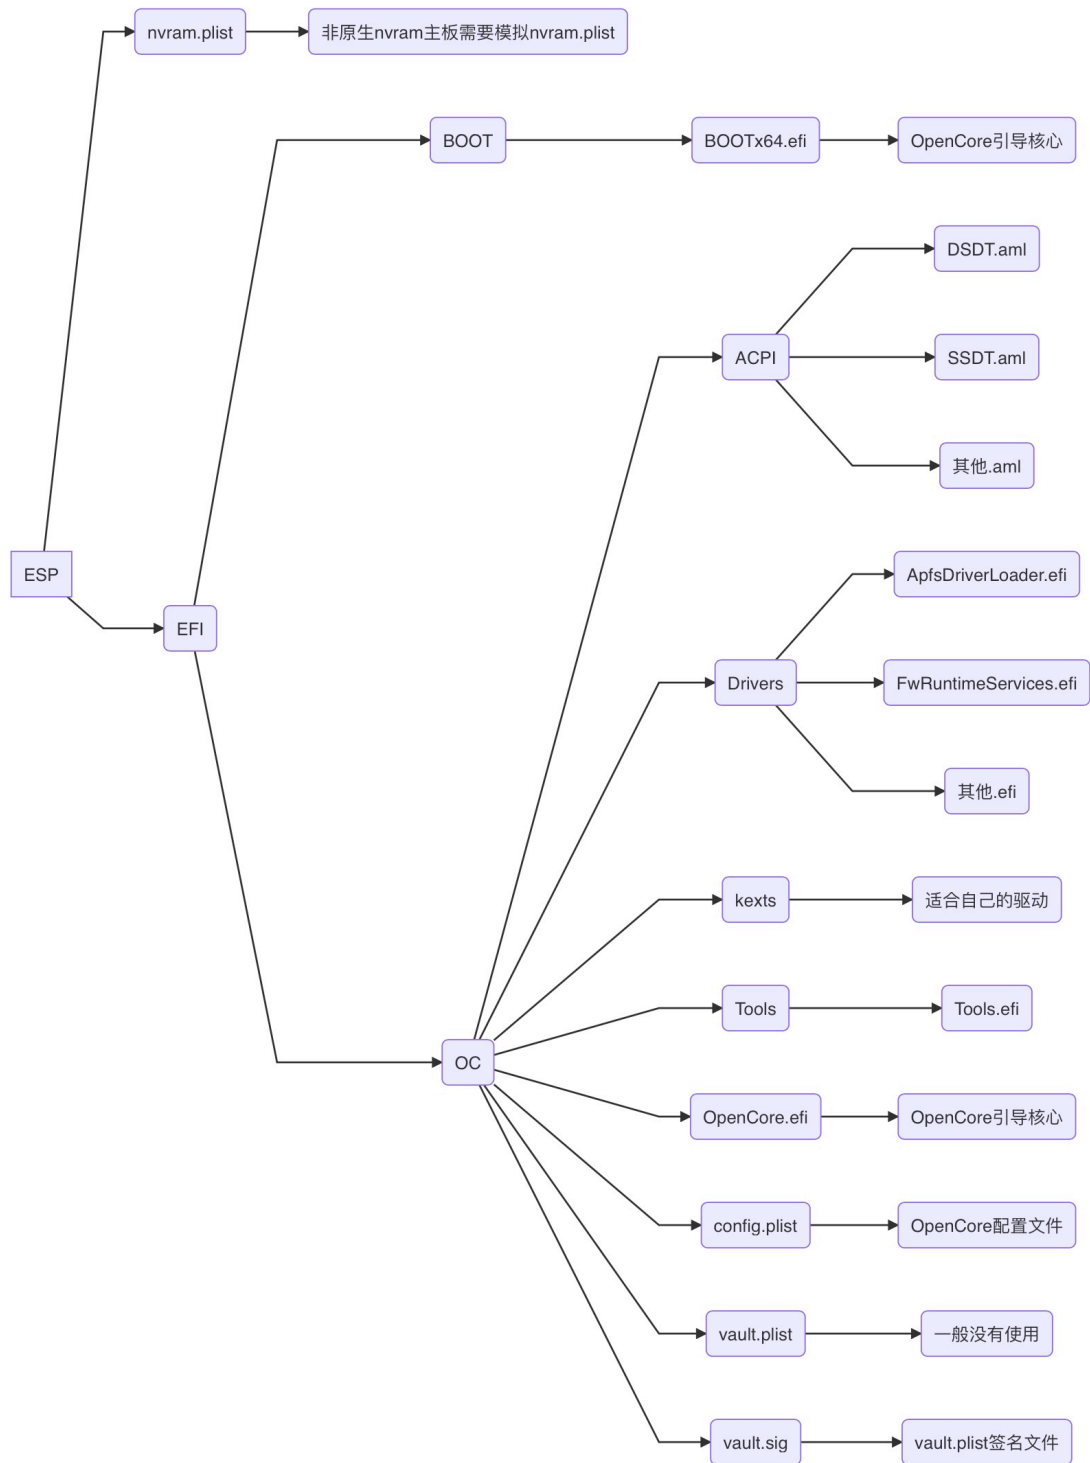 nvram.plist
非原生nvram主板需要模拟nvram.plist
BOOT
BOOTx64.efi
OpenCore引导核心
DSDT.aml
ACPI
SSDT.aml
其他.aml
ESP
ApfsDriverLoader.efi
EFI
Drivers
FwRuntimeServices.efi
其他.efi
kexts
适合自己的驱动
Tools
Tools.efi
OC
OpenCore.efi
OpenCore引导核心
config.plist
OpenCore配置文件
vault.plist
一般没有使用
vault.sig
vault.plist签名文件